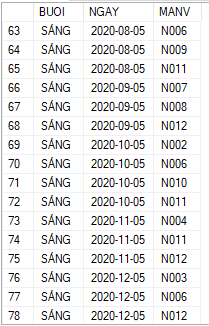 BUOI NGAY MANV
63 SÁNG 2020-08-05 N006
64 SÁNG 2020-08-05 N009
65 SÁNG 2020-08-05 N011
66 SÁNG 2020-09-05 N007
67 SÁNG 2020-09-05 N008
68 SÁNG 2020-09-05 N012
69 SÁNG 2020-10-05 N002
70 SÁNG 2020-10-05 N006
71 SÁNG 2020-10-05 N010
72 SÁNG 2020-10-05 N011
73 SÁNG 2020-11-05 N004
74 SÁNG 2020-11-05 N011
75 SÁNG 2020-11-05 N012
76 SÁNG 2020-12-05 N003
77 SÁNG 2020-12-05 N006
78 SÁNG 2020-12-05 N012